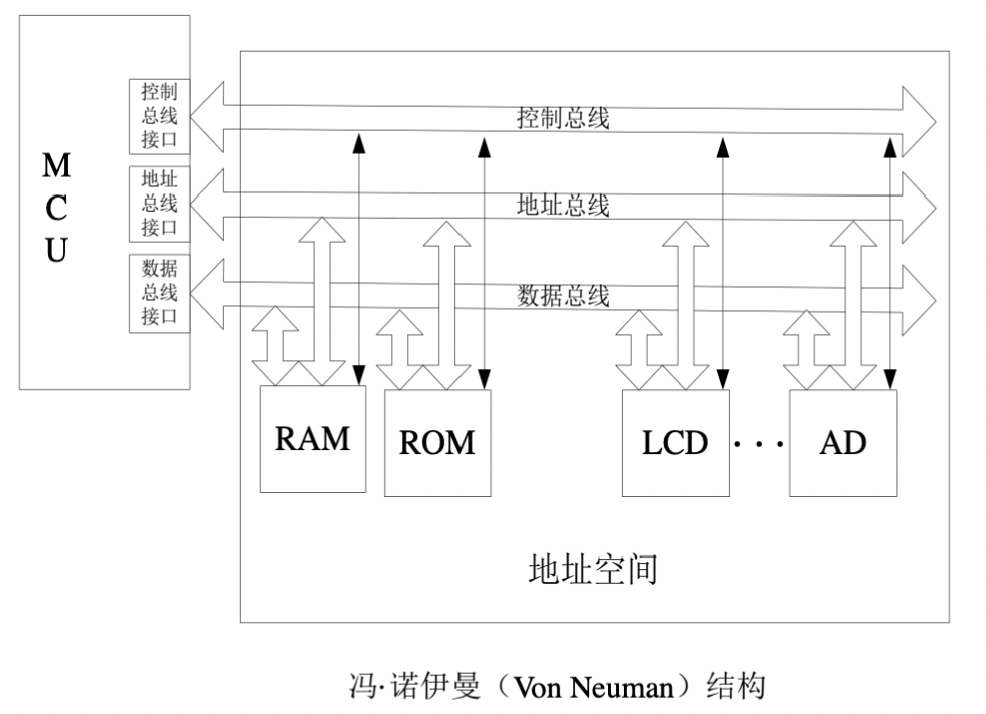 M
C
U
控制
总线
接口
地址
总线
接口
数据
总线
接口
控制总线
地址总线
数据总线
RAM
ROM
LCD
···
AD
地址空间
冯·诺伊曼（Von Neuman）结构